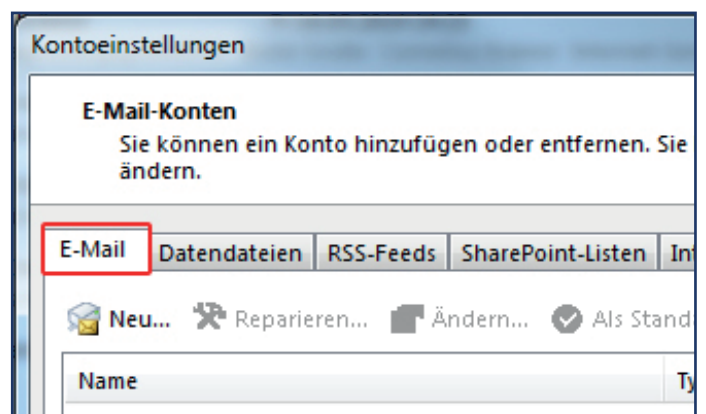 Kontoeinstellungen
E-Mail-Konten
Sie können ein Konto hinzufügen oder entfernen. Sie
ändern.
E-Mail Datendateien RSS-Feeds SharePoint-Listen
Neu... Reparieren... Ändern... Als
Name